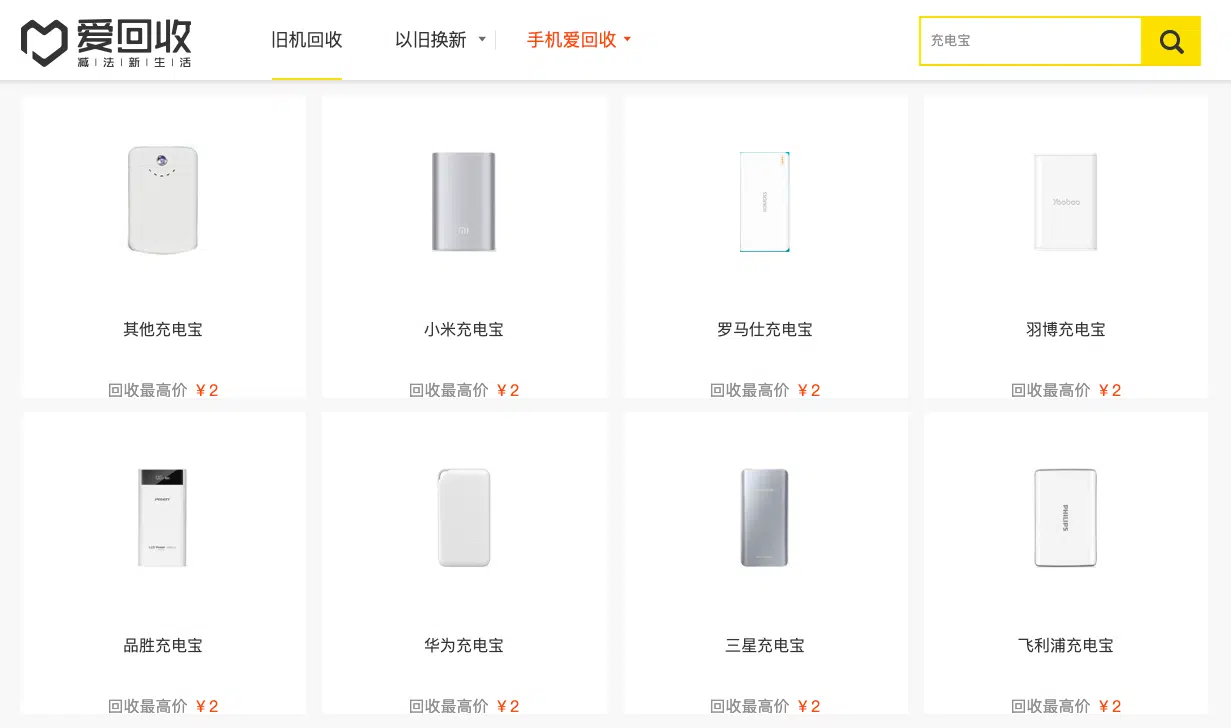 爱回收
减法新生活
旧机回收
以旧换新
手机爱回收
充电宝
其他充电宝
小米充电宝
罗马仕充电宝
羽博充电宝
回收最高价 ¥2
回收最高价 ¥2
回收最高价 ¥2
回收最高价 ¥2
Yoobao
PHILIPS
品胜充电宝
华为充电宝
三星充电宝
飞利浦充电宝
回收最高价 ¥2
回收最高价 ¥2
回收最高价 ¥2
回收最高价 ¥2